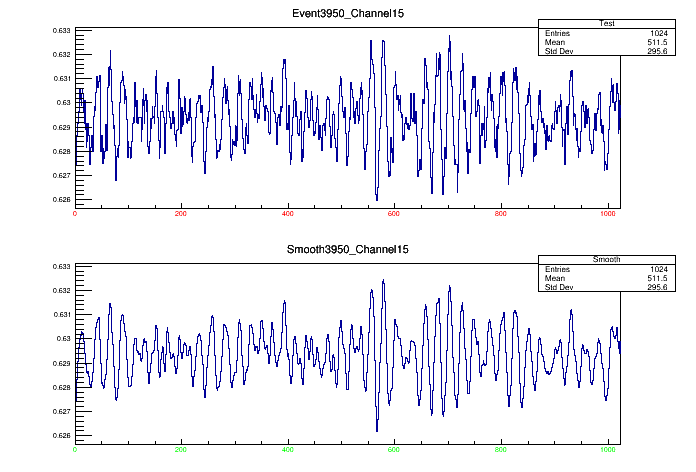 Event3950_Channel15
Test
Entries 1024
Mean 511.5
Std Dev 295.6
0.633
0.632
0.631
0.63
0.629
0.628
0.627
0.626
0 200 400 600 800 1000
Smooth3950_Channel15
Smooth
Entries 1024
Mean 511.5
Std Dev 295.6
0.633
0.632
0.631
0.63
0.629
0.628
0.627
0.626
0 200 400 600 800 1000